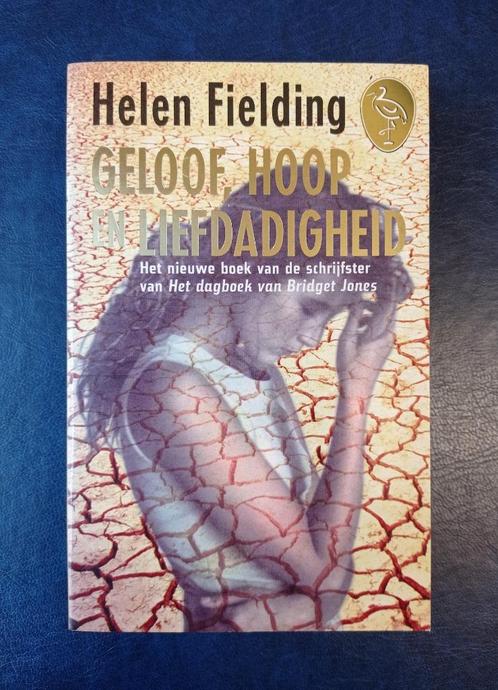 Helen Fielding
GELOOF, HOOP
EN LIEFDADIGHEID
Het nieuwe boek van de schrijfster
van Het dagboek van Bridget Jones